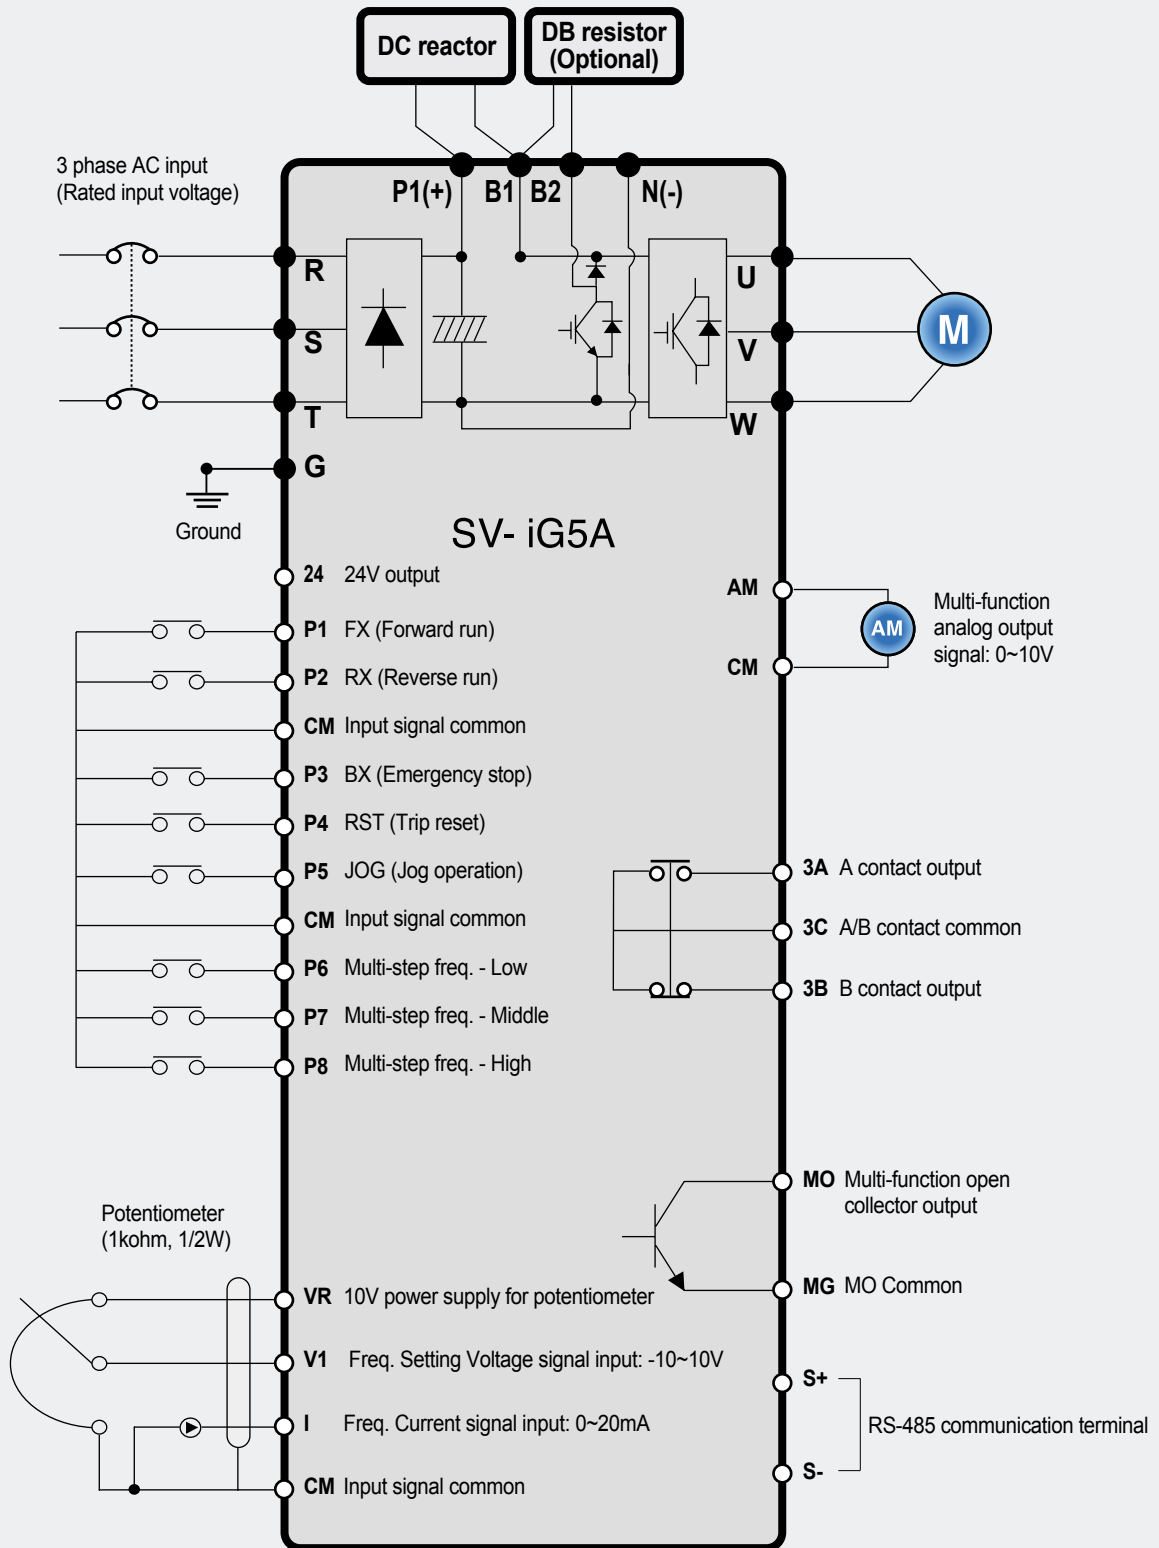 DC reactor
DB resistor
(Optional)
3 phase AC input
(Rated input voltage)
P1(+)
B1
B2
N(-)
R
S
T
G
U
V
W
M
Ground
SV- iG5A
24 24V output
P1 FX (Forward run)
P2 RX (Reverse run)
CM Input signal common
P3 BX (Emergency stop)
P4 RST (Trip reset)
P5 JOG (Jog operation)
CM Input signal common
P6 Multi-step freq. - Low
P7 Multi-step freq. - Middle
P8 Multi-step freq. - High
AM
CM
AM
Multi-function
analog output
signal: 0~10V
3A A contact output
3C A/B contact common
3B B contact output
MO Multi-function open
collector output
MG MO Common
Potentiometer
(1kohm, 1/2W)
VR 10V power supply for potentiometer
V1 Freq. Setting Voltage signal input: -10~10V
I Freq. Current signal input: 0~20mA
CM Input signal common
S+
S-
RS-485 communication terminal